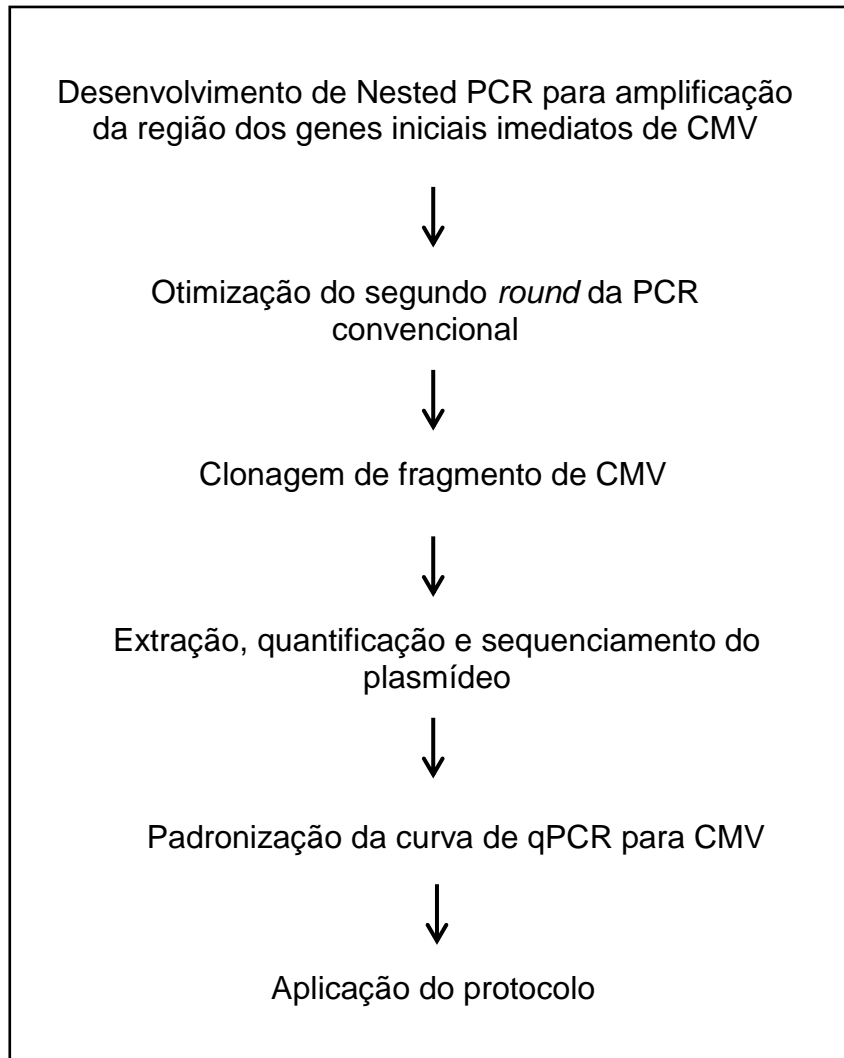 Desenvolvimento de Nested PCR para amplificação
da região dos genes iniciais imediatos de CMV
Otimização do segundo round da PCR
convencional
Clonagem de fragmento de CMV
Extração, quantificação e sequenciamento do
plasmídeo
Padronização da curva de qPCR para CMV
Aplicação do protocolo